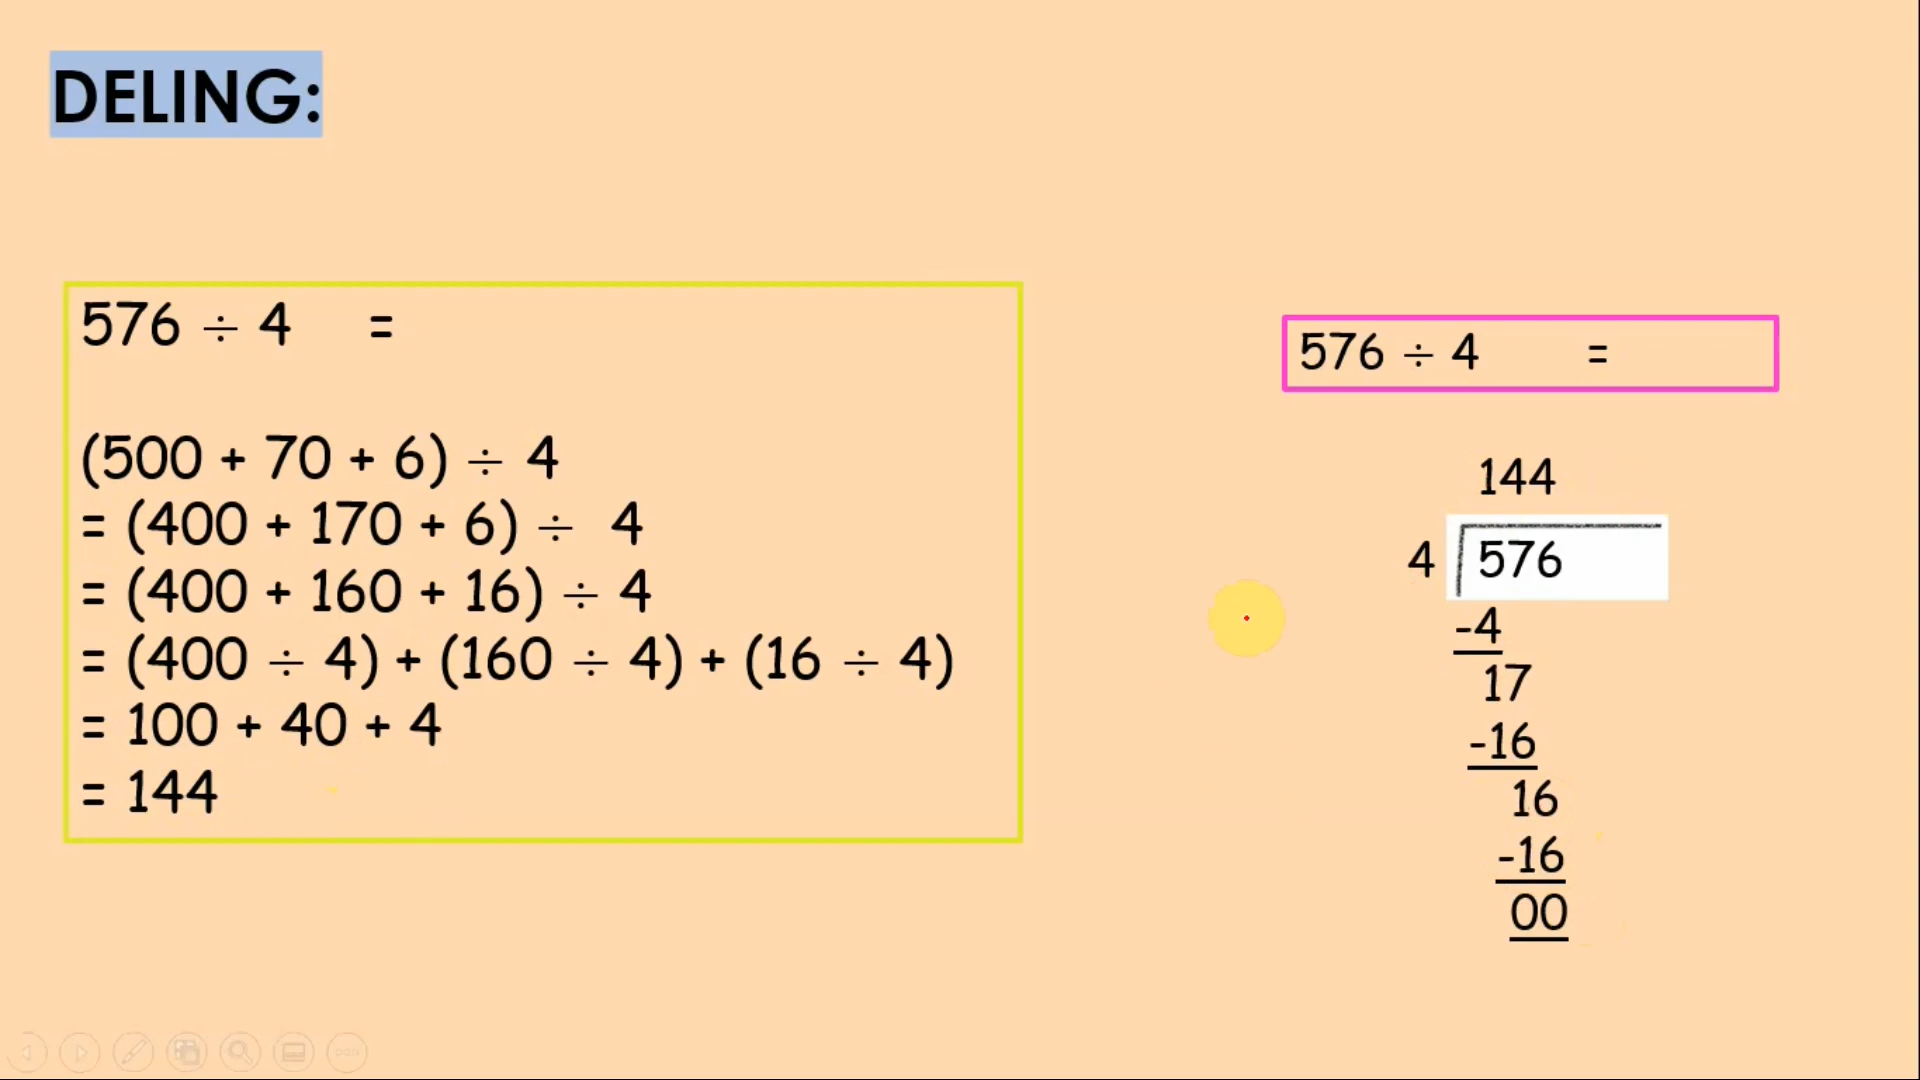 DELING:
576 ÷ 4 =
(500 + 70 + 6) ÷ 4
= (400 + 170 + 6) ÷ 4
= (400 + 160 + 16) ÷ 4
= (400 ÷ 4) + (160 ÷ 4) + (16 ÷ 4)
= 100 + 40 + 4
= 144
576 ÷ 4 =
144
4 576
-4
17
-16
16
-16
00